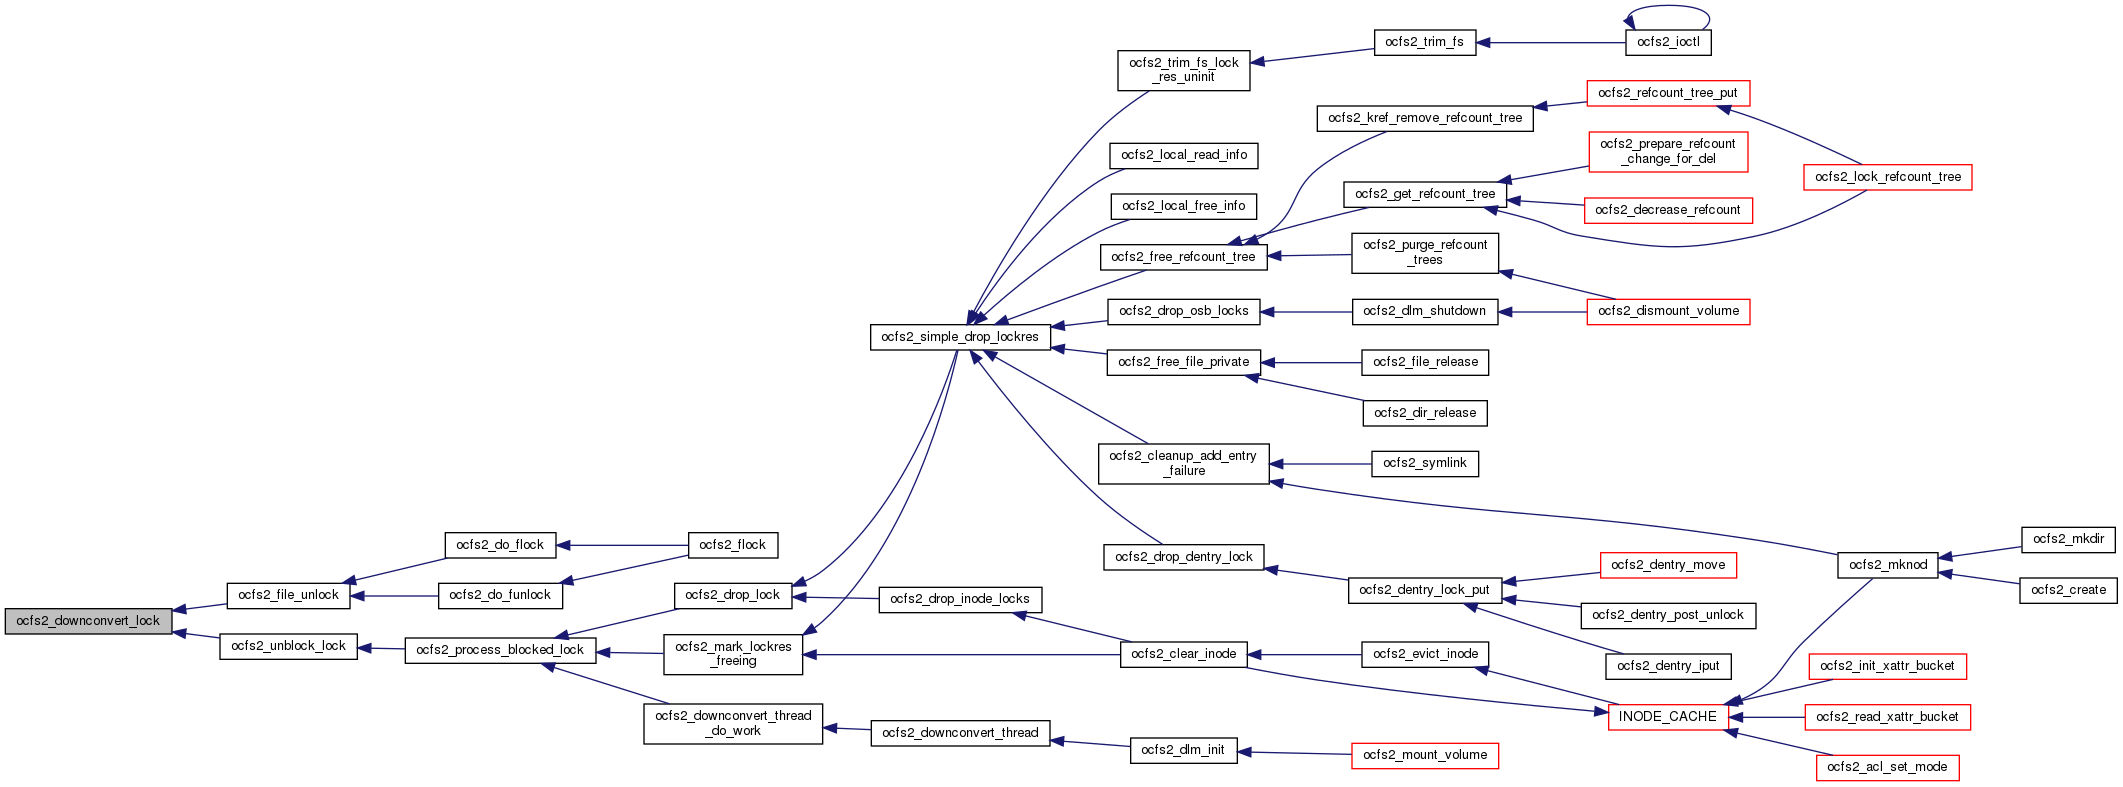 ocfs2_trim_fs
ocfs2_ioctl
ocfs2_trim_fs_lock
_res_uninit
ocfs2_refcount_tree_put
ocfs2_kref_remove_refcount_tree
ocfs2_prepare_refcount
_change_for_del
ocfs2_local_read_info
ocfs2_lock_refcount_tree
ocfs2_get_refcount_tree
ocfs2_local_free_info
ocfs2_decrease_refcount
ocfs2_purge_refcount
_trees
ocfs2_free_refcount_tree
ocfs2_drop_osb_locks
ocfs2_dlm_shutdown
ocfs2_dismount_volume
ocfs2_simple_drop_lockres
ocfs2_free_file_private
ocfs2_file_release
ocfs2_dir_release
ocfs2_cleanup_add_entry
_failure
ocfs2_symlink
ocfs2_mkdir
ocfs2_do_flock
ocfs2_flock
ocfs2_drop_dentry_lock
ocfs2_dentry_move
ocfs2_mknod
ocfs2_dentry_lock_put
ocfs2_create
ocfs2_file_unlock
ocfs2_do_funlock
ocfs2_drop_lock
ocfs2_drop_inode_locks
ocfs2_dentry_post_unlock
ocfs2_downconvert_lock
ocfs2_unblock_lock
ocfs2_process_blocked_lock
ocfs2_mark_lockres
_freeing
ocfs2_clear_inode
ocfs2_evict_inode
ocfs2_dentry_iput
ocfs2_init_xattr_bucket
ocfs2_downconvert_thread
_do_work
INODE_CACHE
ocfs2_read_xattr_bucket
ocfs2_downconvert_thread
ocfs2_dlm_init
ocfs2_mount_volume
ocfs2_acl_set_mode